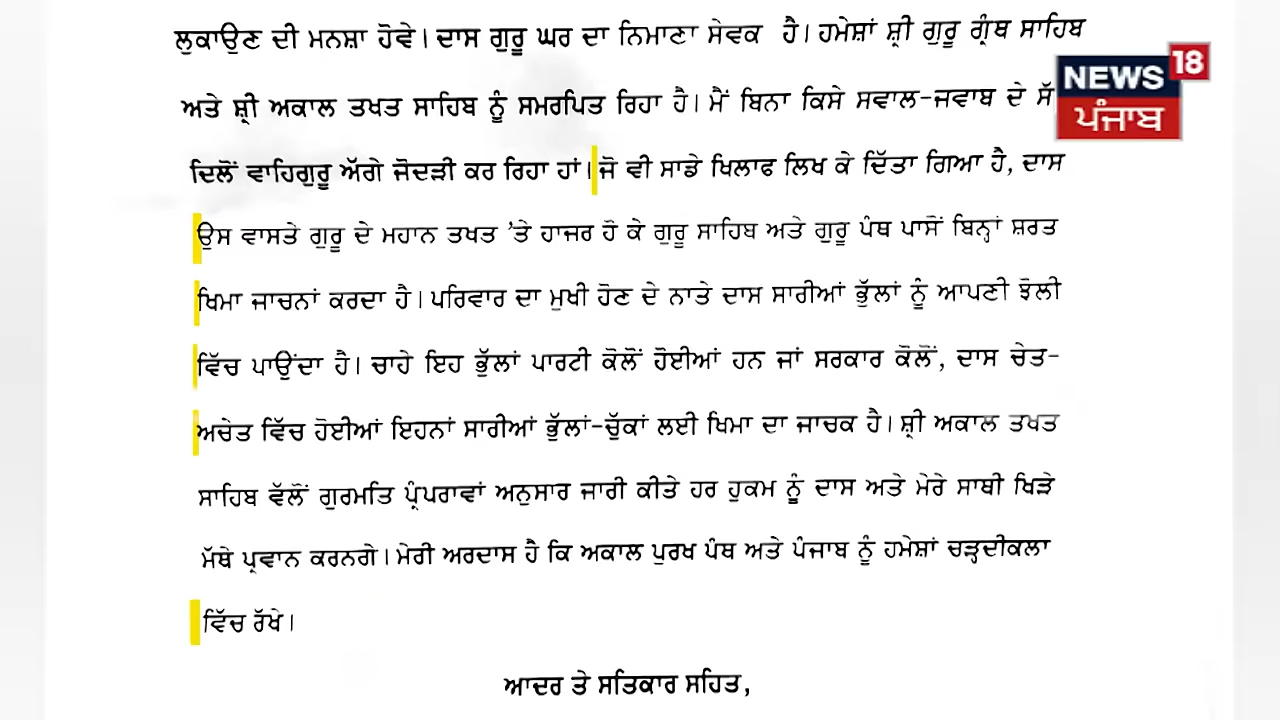 ਲੁਕਾਉਣ ਦੀ ਮਨਸ਼ਾ ਹੋਵੇ। ਦਾਸ ਗੁਰੂ ਘਰ ਦਾ ਨਿਮਾਣਾ ਸੇਵਕ ਹੈ। ਹਮੇਸ਼ਾਂ ਸ਼੍ਰੀ ਗੁਰੂ ਗ੍ਰੰਥ ਸਾਹਿਬ
NEWS 18
ਪੰਜਾਬ
ਅਤੇ ਸ਼੍ਰੀ ਅਕਾਲ ਤਖਤ ਸਾਹਿਬ ਨੂੰ ਸਮਰਪਿਤ ਰਿਹਾ ਹੈ। ਮੈਂ ਬਿਨਾ ਕਿਸੇ ਸਵਾਲ-ਜਵਾਬ ਦੇ
ਦਿਲੋਂ ਵਾਹਿਗੁਰੂ ਅੱਗੇ ਜੋਦੜੀ ਕਰ ਰਿਹਾ ਹਾਂ। ਜੋ ਵੀ ਸਾਡੇ ਖਿਲਾਫ ਲਿਖ ਕੇ ਦਿੱਤਾ ਗਿਆ ਹੈ, ਦਾਸ
ਉਸ ਵਾਸਤੇ ਗੁਰੂ ਦੇ ਮਹਾਨ ਤਖਤ ’ਤੇ ਹਾਜਰ ਹੋ ਕੇ ਗੁਰੂ ਸਾਹਿਬ ਅਤੇ ਗੁਰੂ ਪੰਥ ਪਾਸੋਂ ਬਿਨ੍ਹਾਂ ਸ਼ਰਤ
ਖਿਮਾ ਜਾਚਨਾਂ ਕਰਦਾ ਹੈ। ਪਰਿਵਾਰ ਦਾ ਮੁਖੀ ਹੋਣ ਦੇ ਨਾਤੇ ਦਾਸ ਸਾਰੀਆਂ ਭੁੱਲਾਂ ਨੂੰ ਆਪਣੀ ਝੋਲੀ
ਵਿੱਚ ਪਾਉਂਦਾ ਹੈ। ਚਾਹੇ ਇਹ ਭੁੱਲਾਂ ਪਾਰਟੀ ਕੋਲੋਂ ਹੋਈਆਂ ਹਨ ਜਾਂ ਸਰਕਾਰ ਕੋਲੋਂ, ਦਾਸ ਚੇਤ-
ਅਚੇਤ ਵਿੱਚ ਹੋਈਆਂ ਇਹਨਾਂ ਸਾਰੀਆਂ ਭੁੱਲਾਂ-ਚੁੱਕਾਂ ਲਈ ਖਿਮਾ ਦਾ ਜਾਚਕ ਹੈ। ਸ਼੍ਰੀ ਅਕਾਲ ਤਖਤ
ਸਾਹਿਬ ਵੱਲੋਂ ਗੁਰਮਤਿ ਪ੍ਰੰਪਰਾਵਾਂ ਅਨੁਸਾਰ ਜਾਰੀ ਕੀਤੇ ਹਰ ਹੁਕਮ ਨੂੰ ਦਾਸ ਅਤੇ ਮੇਰੇ ਸਾਥੀ ਖਿੜੇ
ਮੱਥੇ ਪ੍ਰਵਾਨ ਕਰਨਗੇ। ਮੇਰੀ ਅਰਦਾਸ ਹੈ ਕਿ ਅਕਾਲ ਪੁਰਖ ਪੰਥ ਅਤੇ ਪੰਜਾਬ ਨੂੰ ਹਮੇਸ਼ਾਂ ਚੜ੍ਹਦੀਕਲਾ
ਵਿੱਚ ਰੱਖੇ।
ਆਦਰ ਤੇ ਸਤਿਕਾਰ ਸਹਿਤ,